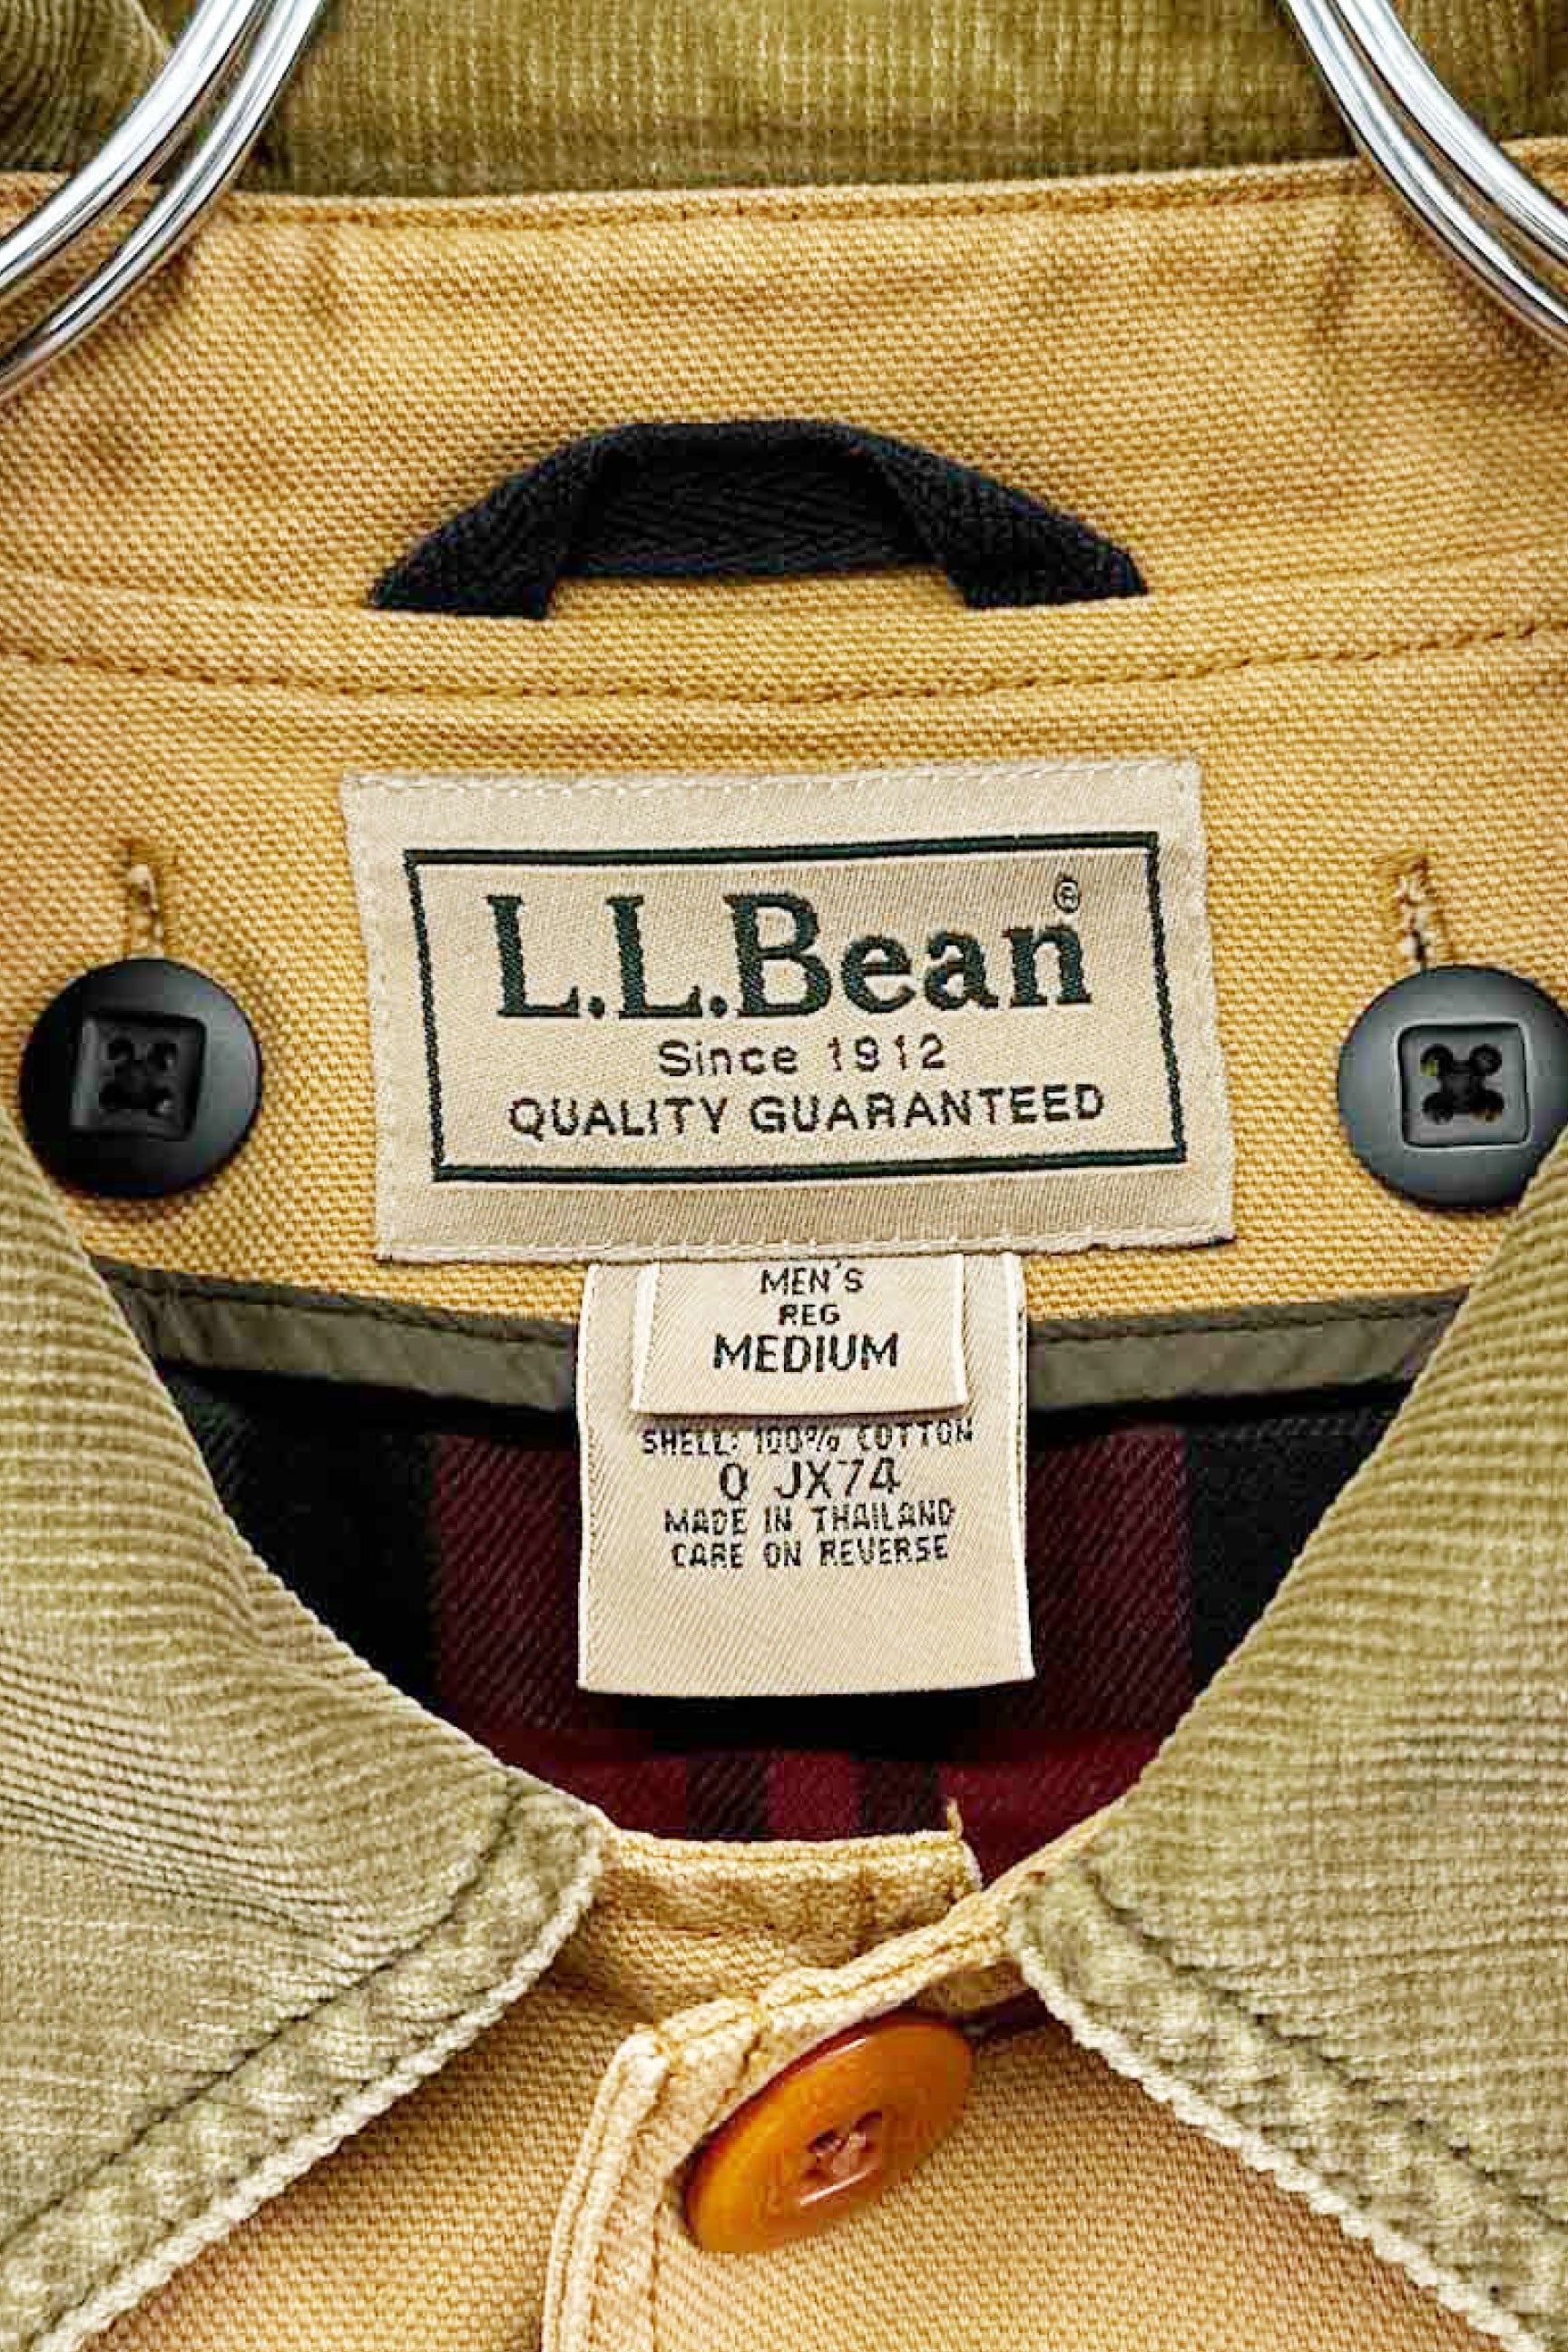 L.L.Bean®
Since 1912
QUALITY GUARANTEED
MEN'S
REG
MEDIUM
SHELL: 100% COTTON
0 JX74
MADE IN THAILAND
CARE ON REVERSE